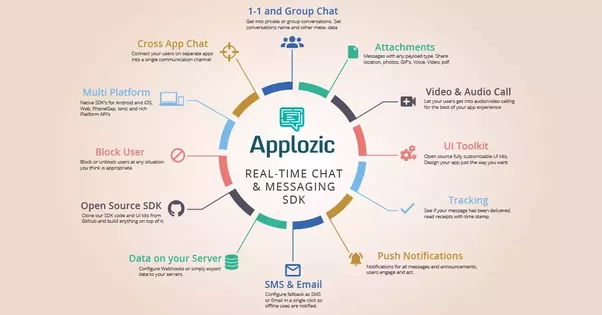 1-1 and Group Chat
Get into private or group conversations. Set
conversations name and other meta- data
Cross App Chat
Connect your users on separate apps
into a single communication channel.
Attachments
Messages with any payload type. Share
location, photos, GIF's, Voice, Video, pdf
Multi Platform
Native SDK's for Android and iOS,
Web, PhoneGap, Ionic and rich
Platform API's
Video & Audio Call
Let your users get into audio/video calling
for the best of your app experience
Block User
Block or unblock users at any situation
you think is appropriate.
Applozic
REAL-TIME CHAT
& MESSAGING
SDK
UI Toolkit
Open source fully customizable UI kits,
Design your app just the way you want.
Open Source SDK
Clone our SDK code and UI kits from
Github and build anything on top of it.
Tracking
See if your message has been delivered,
read receipts with time stamp.
Data on your Server
Configure Webhooks or simply export
data to your servers.
Push Notifications
Notifications for all messages and announcements,
users engage and act.
SMS & Email
Configure fallback as SMS
or Email in a single click so
offline uses are notified.